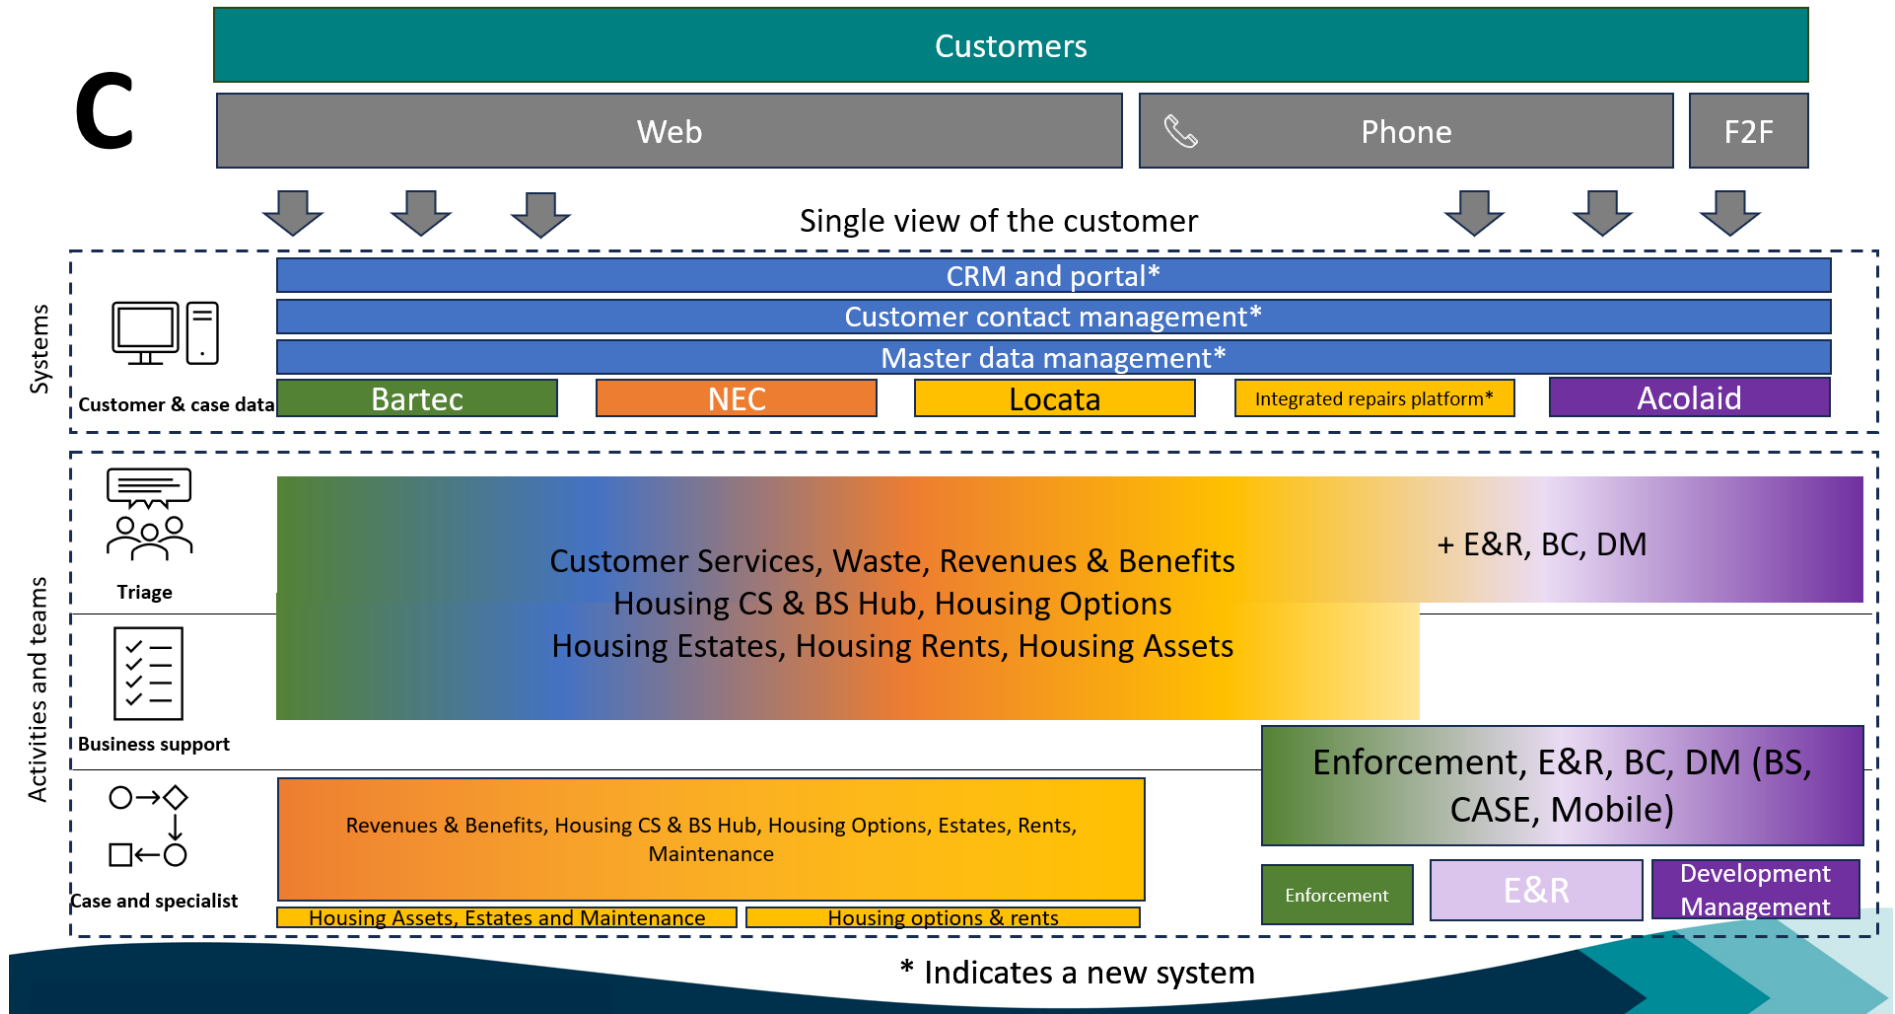 Customers
C
Web
Phone
F2F
Single view of the customer
Systems
CRM and portal*
Customer contact management*
Master data management*
Customer & case data
Bartec
NEC
Locata
Integrated repairs platform*
Acolaid
Activities and teams
Triage
Customer Services, Waste, Revenues & Benefits
Housing CS & BS Hub, Housing Options
Housing Estates, Housing Rents, Housing Assets
+ E&R, BC, DM
Business support
Enforcement, E&R, BC, DM (BS,
CASE, Mobile)
Case and specialist
Revenues & Benefits, Housing CS & BS Hub, Housing Options, Estates, Rents,
Maintenance
Housing Assets, Estates and Maintenance
Housing options & rents
Enforcement
E&R
Development
Management
* Indicates a new system